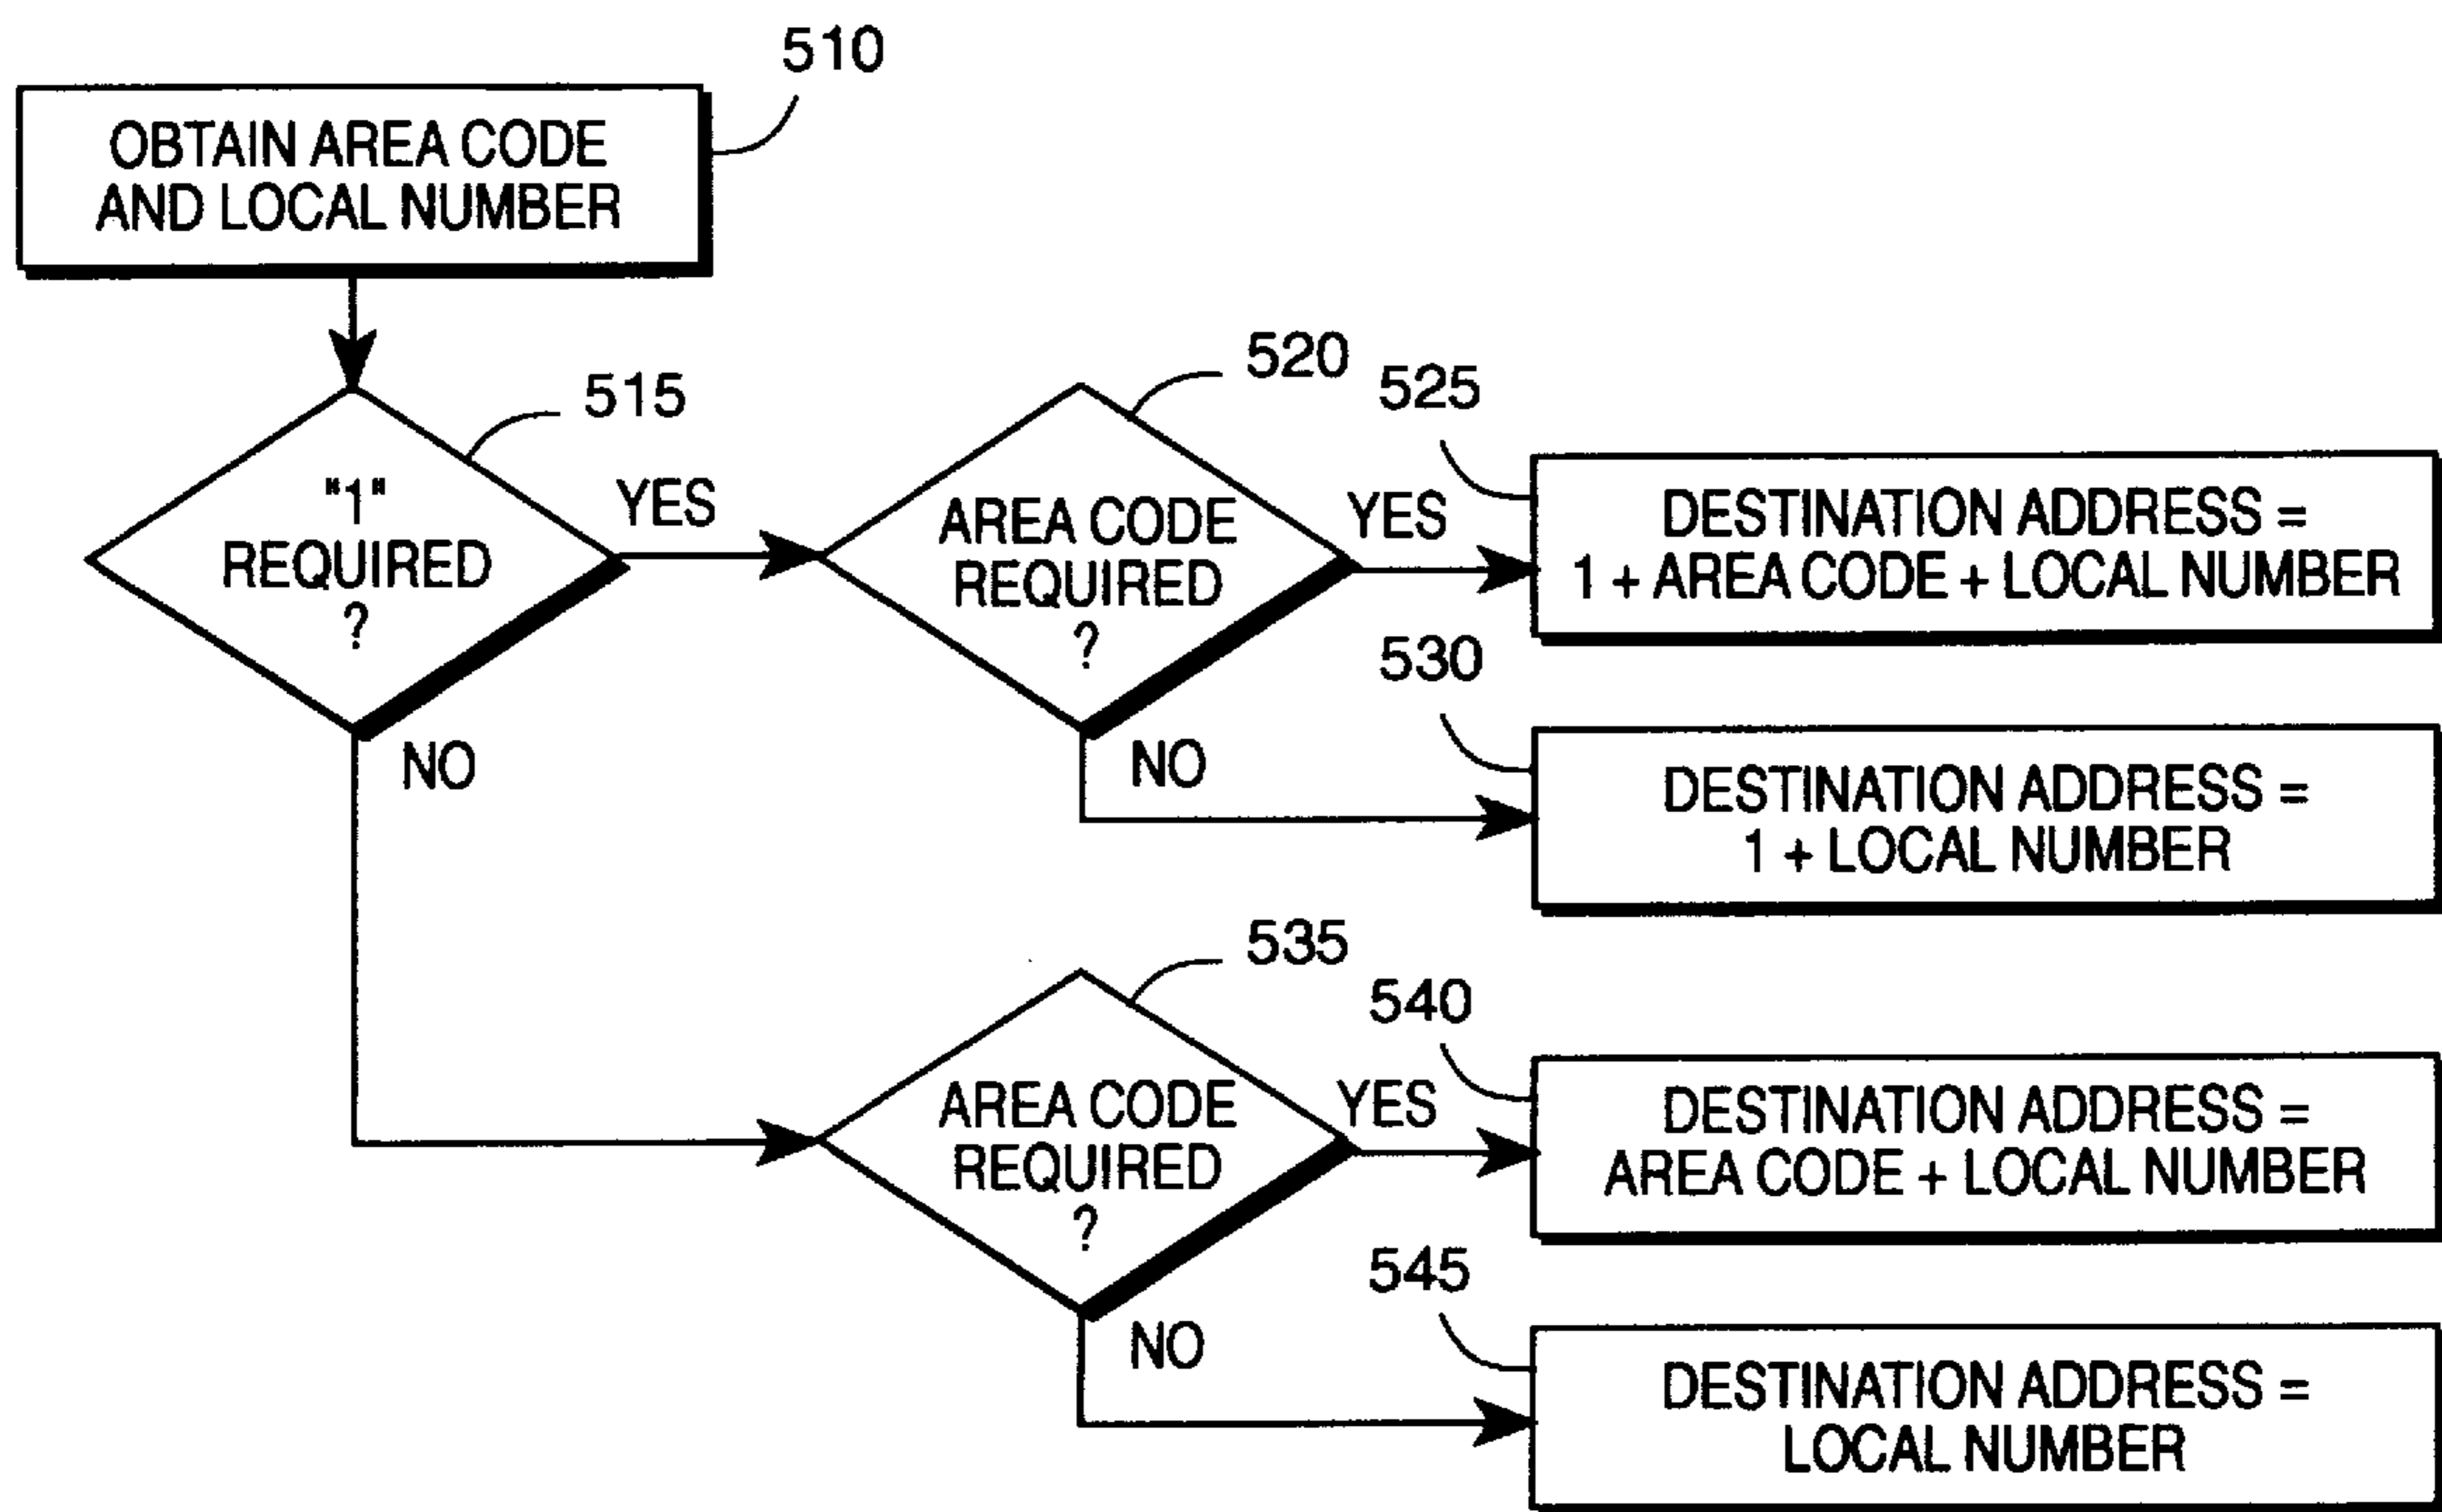 510
OBTAIN AREA CODE
AND LOCAL NUMBER
515
"1"
REQUIRED
?
YES
NO
520
AREA CODE
REQUIRED
?
YES
NO
525
DESTINATION ADDRESS =
1 + AREA CODE + LOCAL NUMBER
530
DESTINATION ADDRESS =
1 + LOCAL NUMBER
535
AREA CODE
REQUIRED
?
YES
NO
540
DESTINATION ADDRESS =
AREA CODE + LOCAL NUMBER
545
DESTINATION ADDRESS =
LOCAL NUMBER